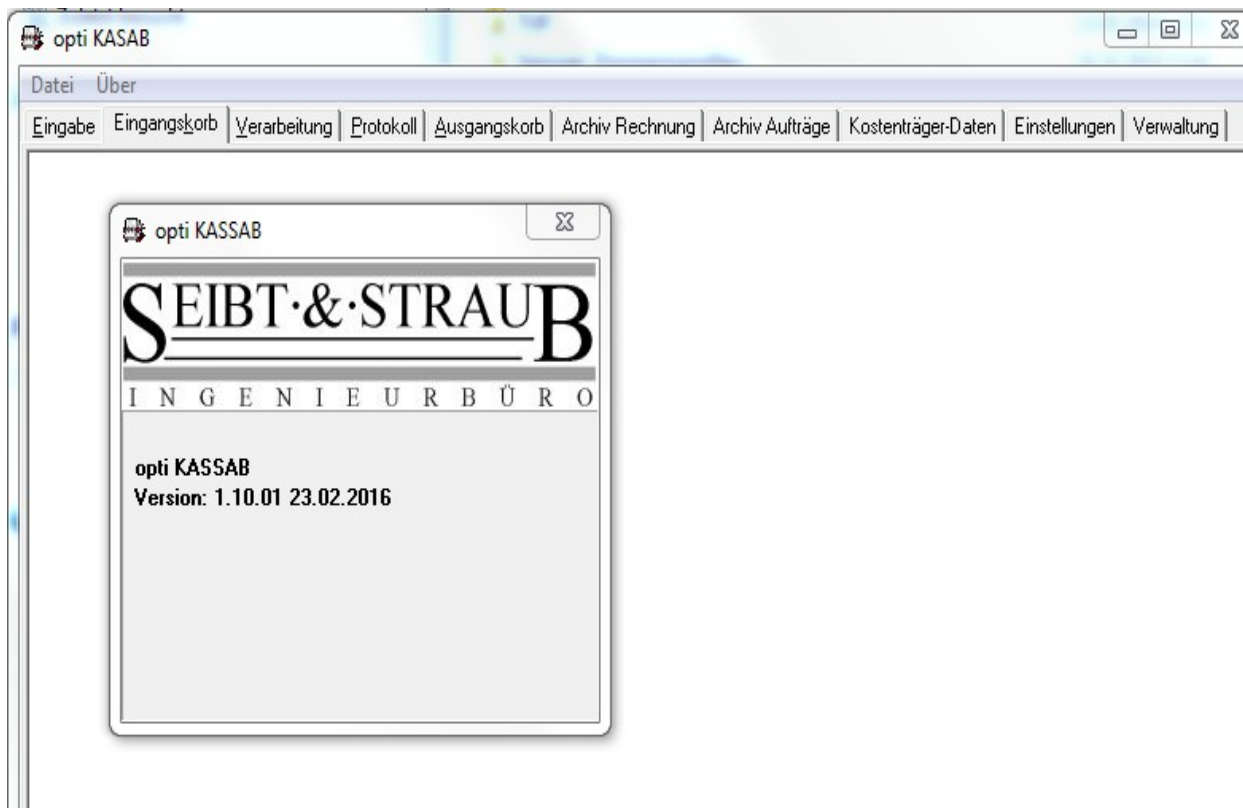 opti KASAB
Datei Über
Eingabe Eingangskorb Verarbeitung Protokoll Ausgangskorb Archiv Rechnung Archiv Aufträge Kostenträger-Daten Einstellungen Verwaltung
opti KASSAB
SEIBT·&·STRAUB
INGENIEURBÜRO
opti KASSAB
Version: 1.10.01 23.02.2016